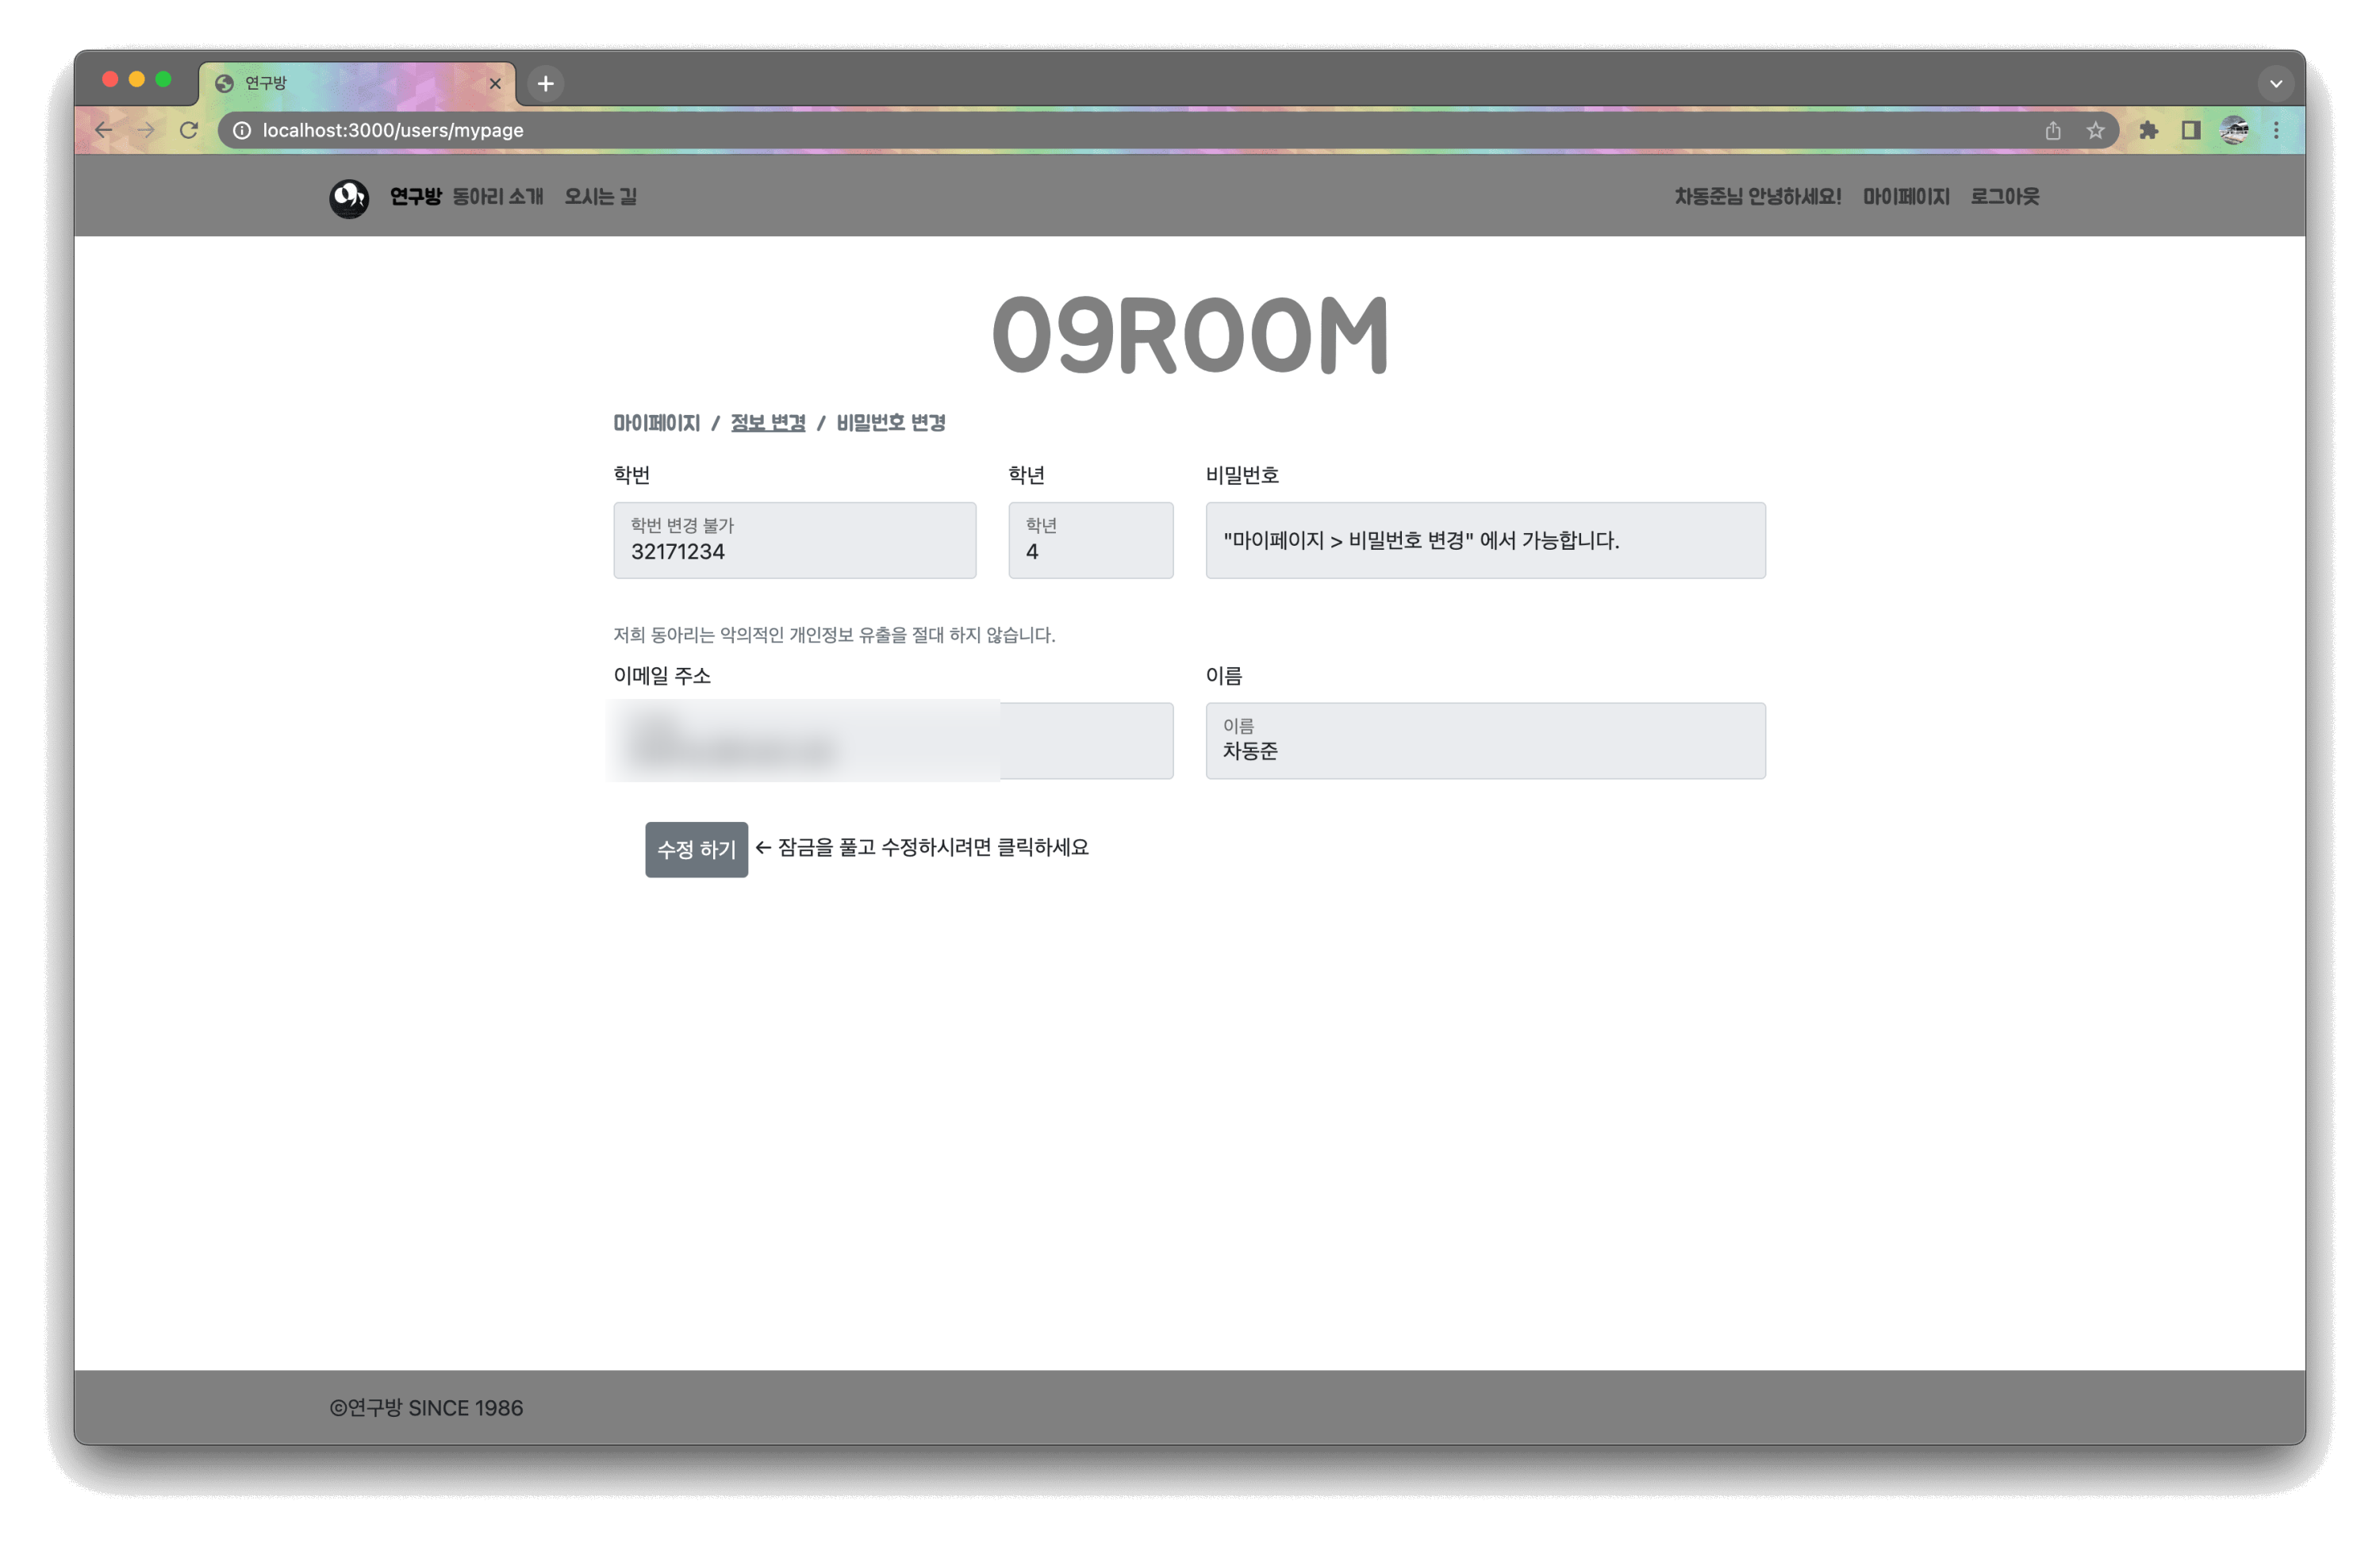 연구방
localhost:3000/users/mypage
연구방 동아리 소개 오시는 길 차동준님 안녕하세요! 마이페이지 로그아웃
09ROOM
마이페이지 / 정보 변경 / 비밀번호 변경
학번 학년 비밀번호
학번 변경 불가 학년
32171234 4 "마이페이지 > 비밀번호 변경" 에서 가능합니다.
저희 동아리는 악의적인 개인정보 유출을 절대 하지 않습니다.
이메일 주소 이름
이름
차동준
수정 하기 ← 잠금을 풀고 수정하시려면 클릭하세요
©연구방 SINCE 1986